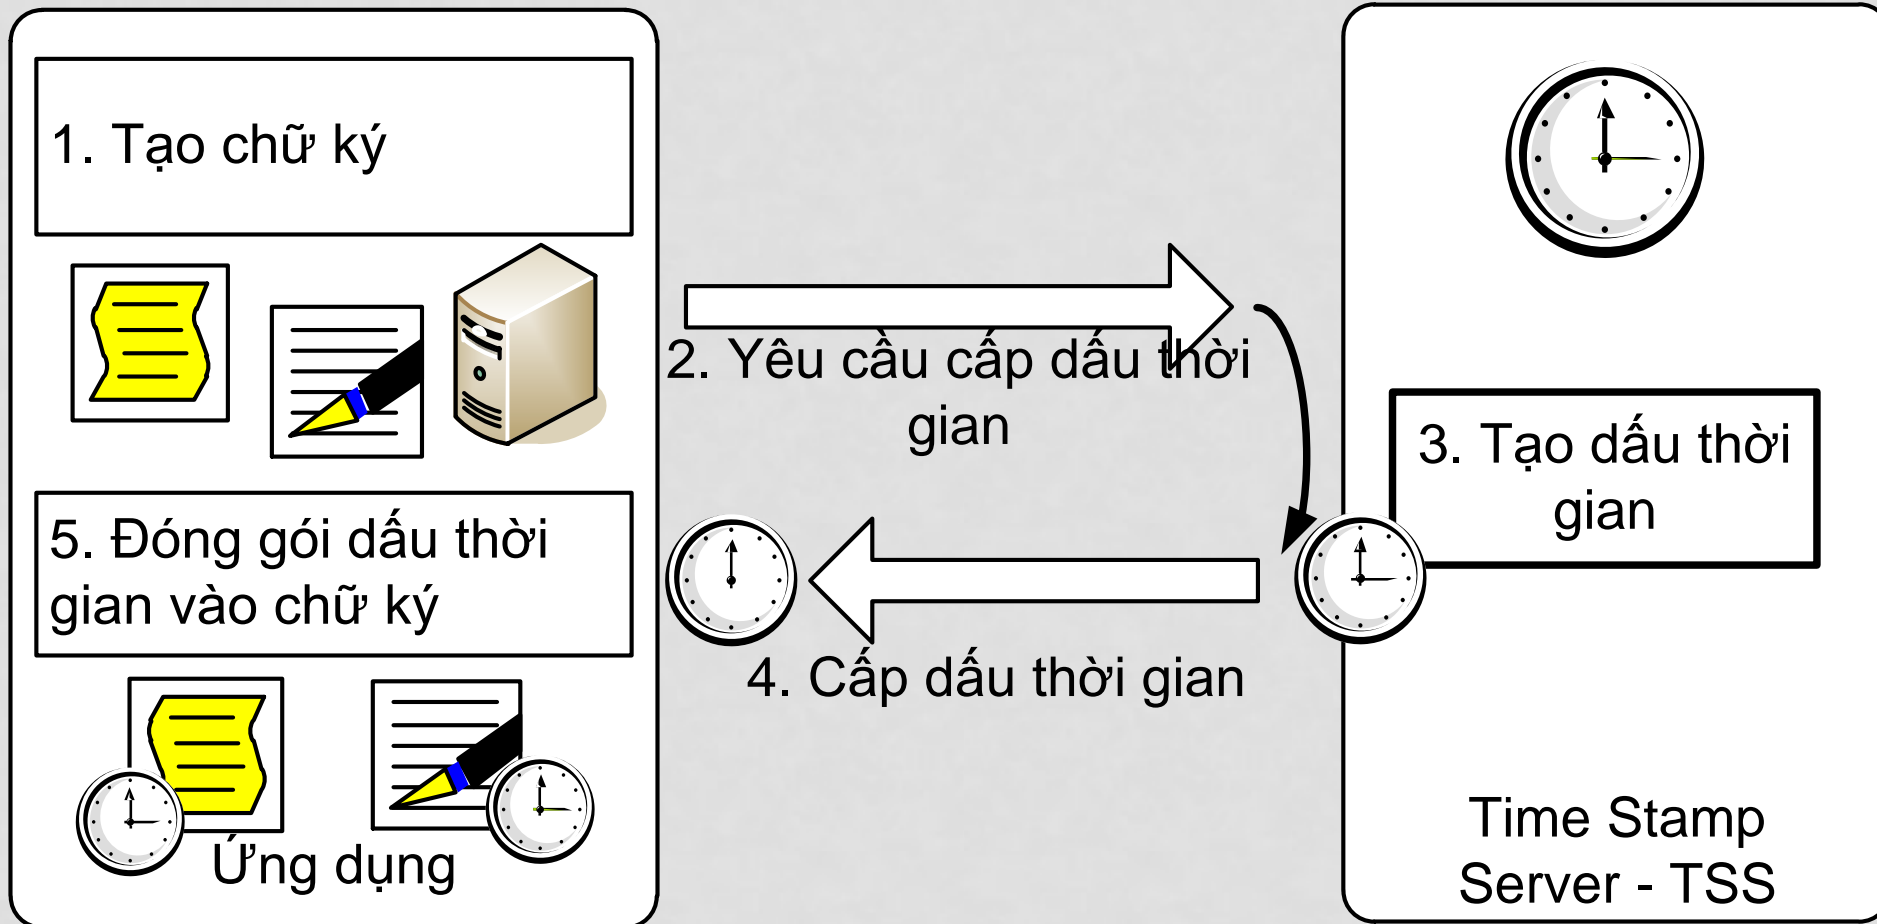 1. Tạo chữ ký
2. Yêu cầu cấp dấu thời
gian
3. Tạo dấu thời
gian
4. Cấp dấu thời gian
5. Đóng gói dấu thời
gian vào chữ ký
Ứng dụng
Time Stamp
Server - TSS